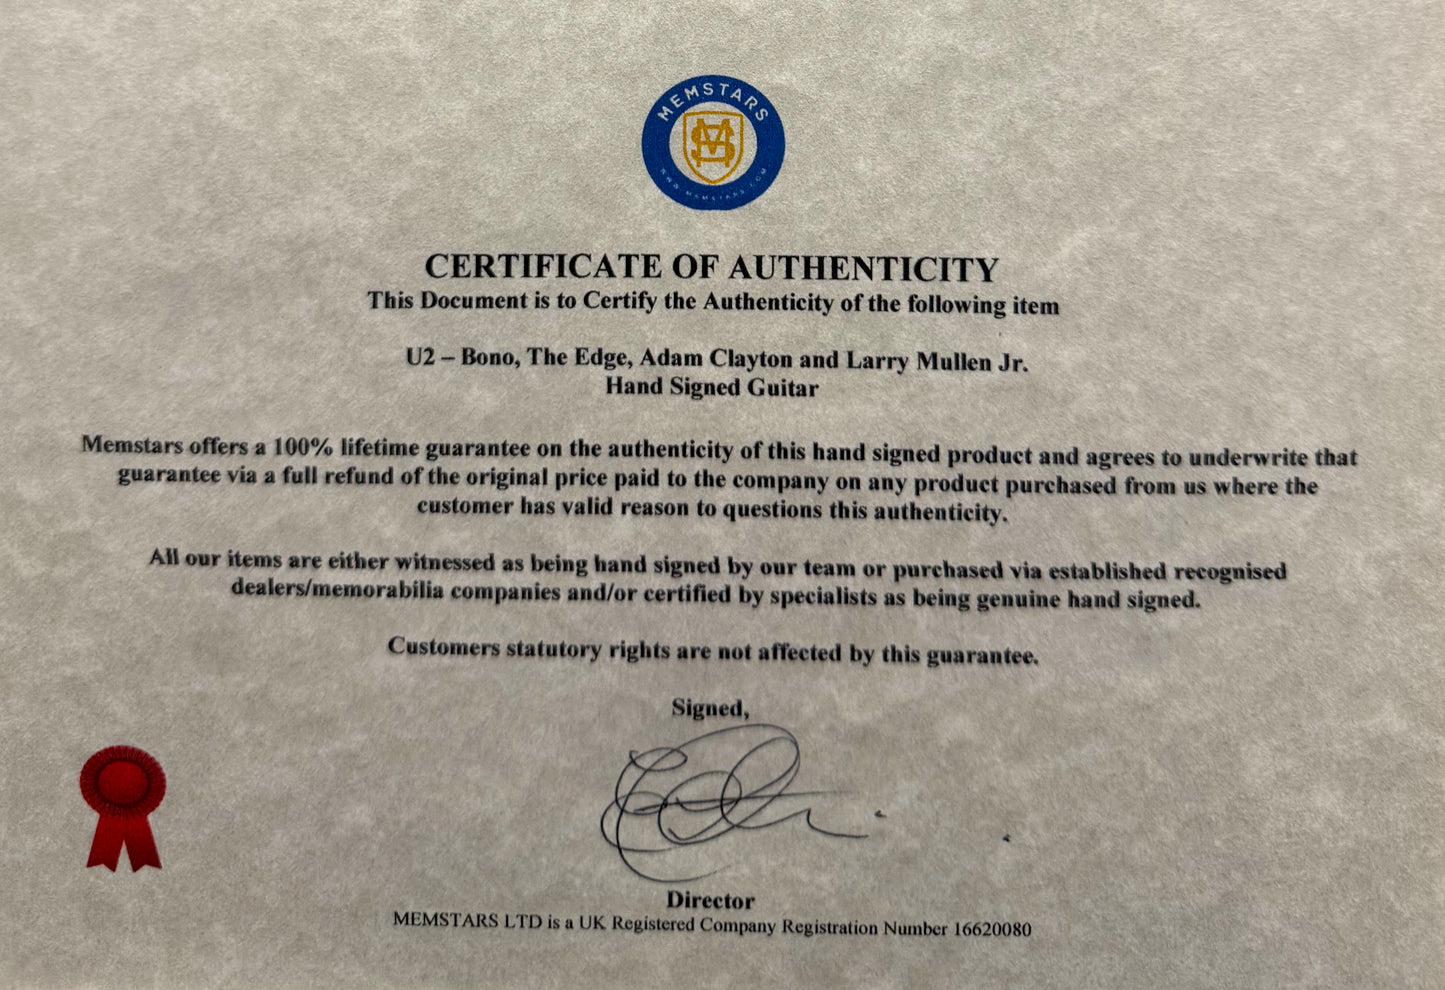 MEMSTARS
MS
WWW.MEMSTARS.COM
CERTIFICATE OF AUTHENTICITY
This Document is to Certify the Authenticity of the following item
U2 – Bono, The Edge, Adam Clayton and Larry Mullen Jr.
Hand Signed Guitar
Memstars offers a 100% lifetime guarantee on the authenticity of this hand signed product and agrees to underwrite that
guarantee via a full refund of the original price paid to the company on any product purchased from us where the
customer has valid reason to questions this authenticity.
All our items are either witnessed as being hand signed by our team or purchased via established recognised
dealers/memorabilia companies and/or certified by specialists as being genuine hand signed.
Customers statutory rights are not affected by this guarantee.
Signed,
Director
MEMSTARS LTD is a UK Registered Company Registration Number 16620080